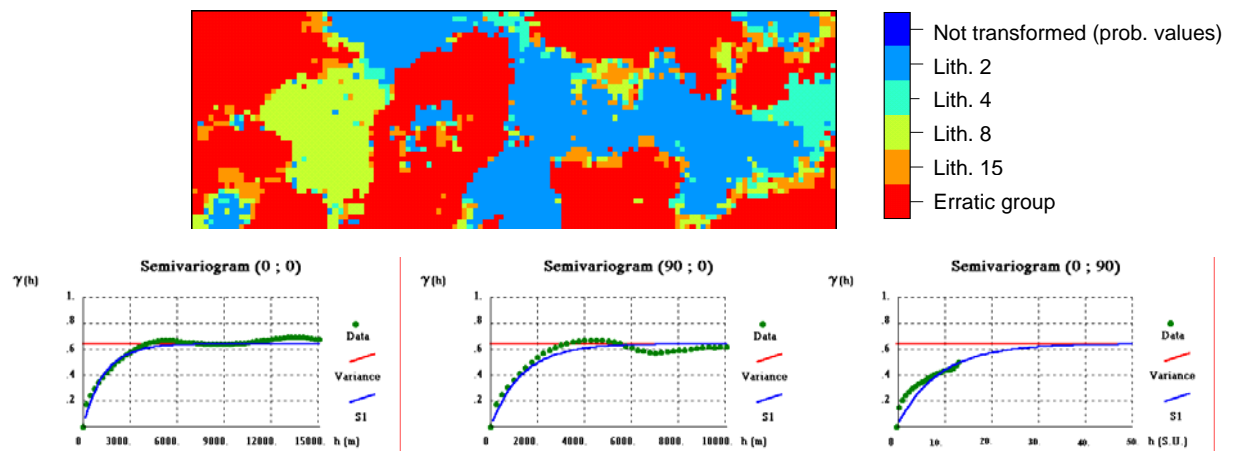 Not transformed (prob. values)
Lith. 2
Lith. 4
Lith. 8
Lith. 15
Erratic group
Semivariogram (0 ; 0)
γ(h)
1.
.8
.6
.4
.2
0 3000. 6000. 9000. 12000. 15000. h (m)
Data
Variance
S1
Semivariogram (90 ; 0)
γ(h)
1.
.8
.6
.4
.2
0 2000. 4000. 6000. 8000. 10000. h (m)
Data
Variance
S1
Semivariogram (0 ; 90)
γ(h)
1.
.8
.6
.4
.2
0 10. 20. 30. 40. 50. h (S.U.)
Data
Variance
S1